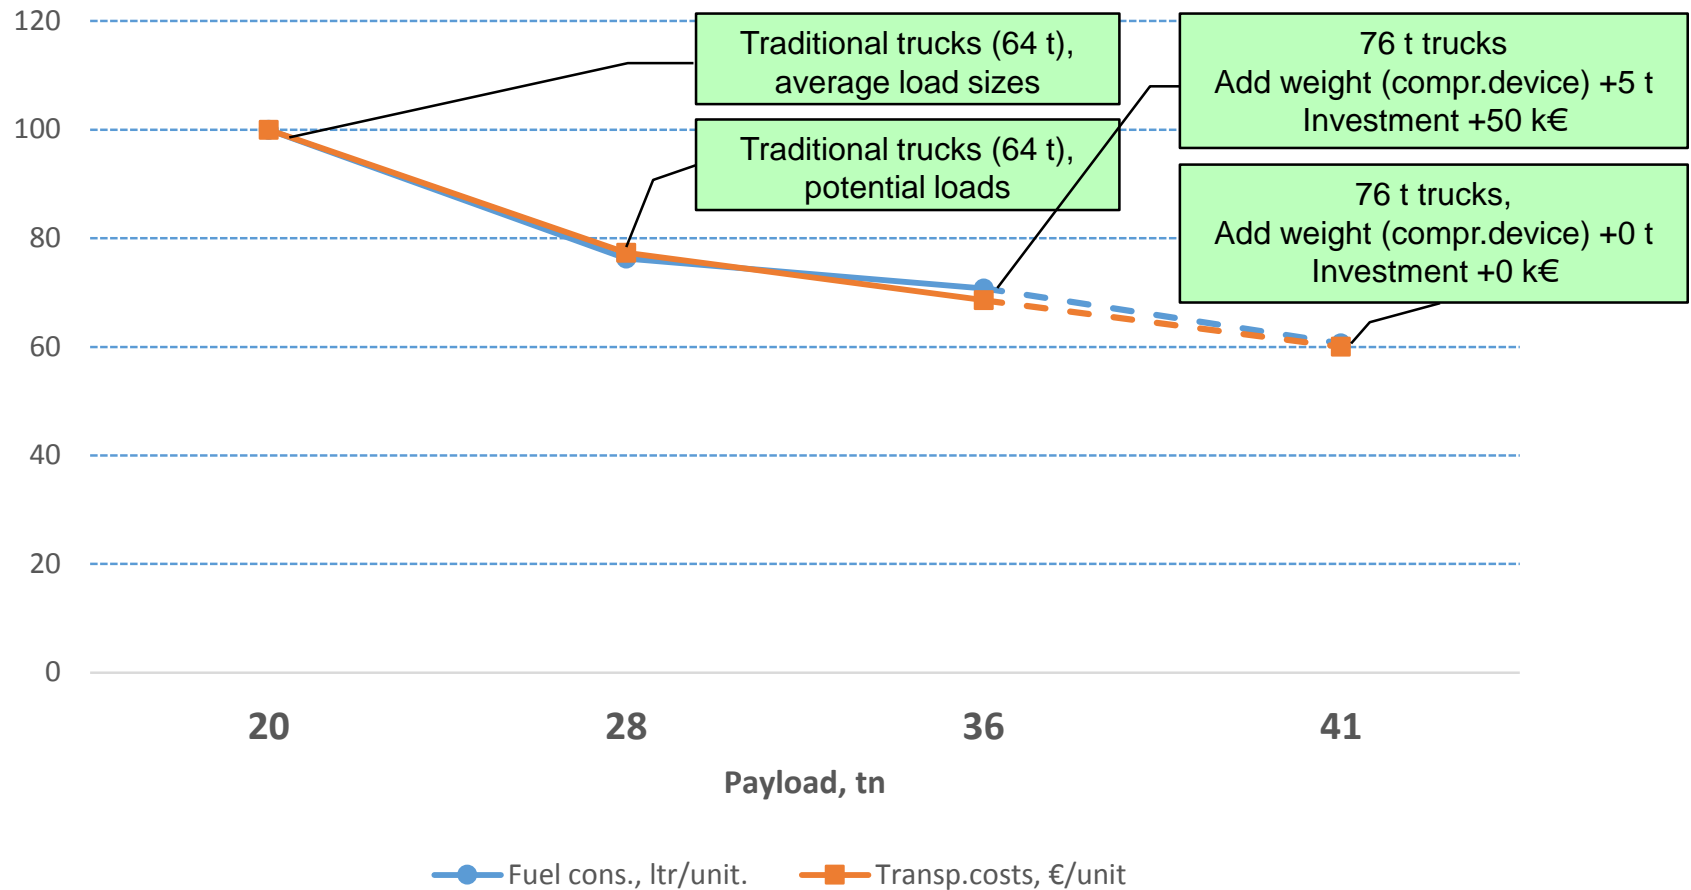 120
100
80
60
40
20
0
Traditional trucks (64 t),
average load sizes
Traditional trucks (64 t),
potential loads
76 t trucks
Add weight (compr.device) +5 t
Investment +50 k€
76 t trucks,
Add weight (compr.device) +0 t
Investment +0 k€
20 28 36 41
Payload, tn
Fuel cons., ltr/unit. Transp.costs, €/unit